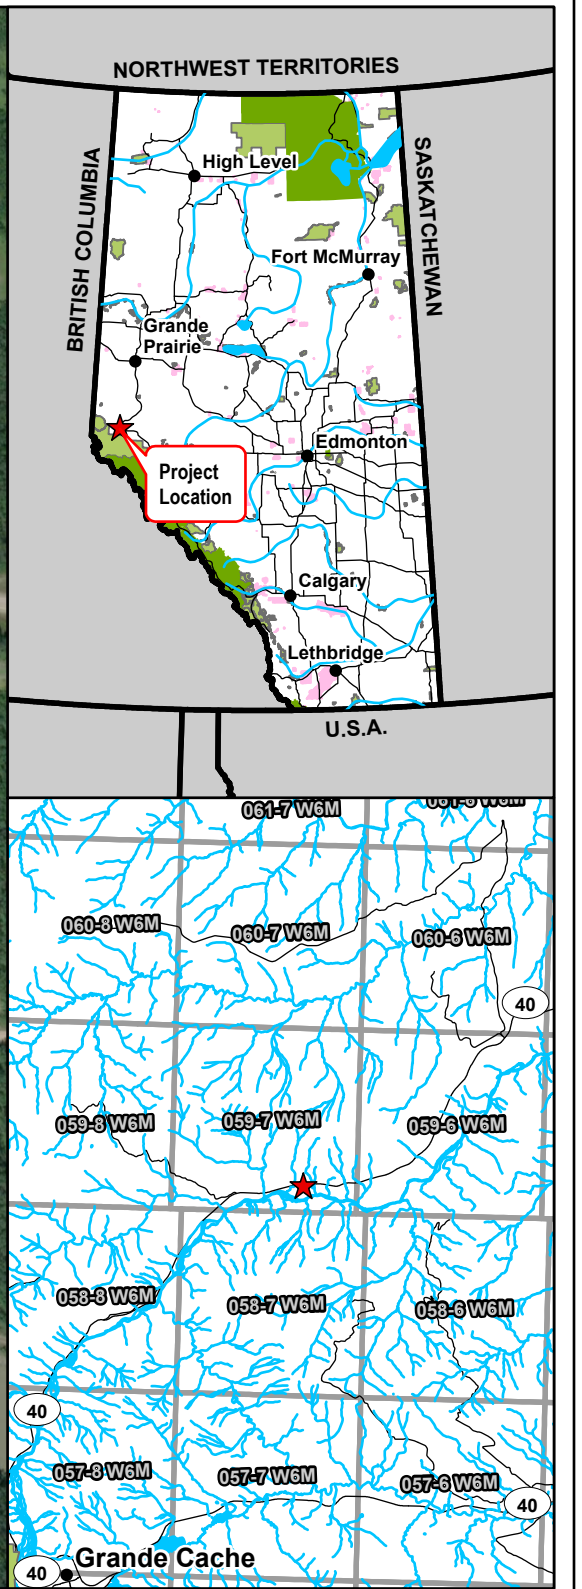 NORTHWEST TERRITORIES
BRITISH COLUMBIA
SASKATCHEWAN
High Level
Fort McMurray
Grande
Prairie
Edmonton
Project
Location
Calgary
Lethbridge
U.S.A.
061-7 W6M
061-6 W6M
060-8 W6M
060-7 W6M
060-6 W6M
40
059-8 W6M
059-7 W6M
059-6 W6M
058-8 W6M
058-7 W6M
058-6 W6M
40
057-8 W6M
057-7 W6M
057-6 W6M
40
Grande Cache
40